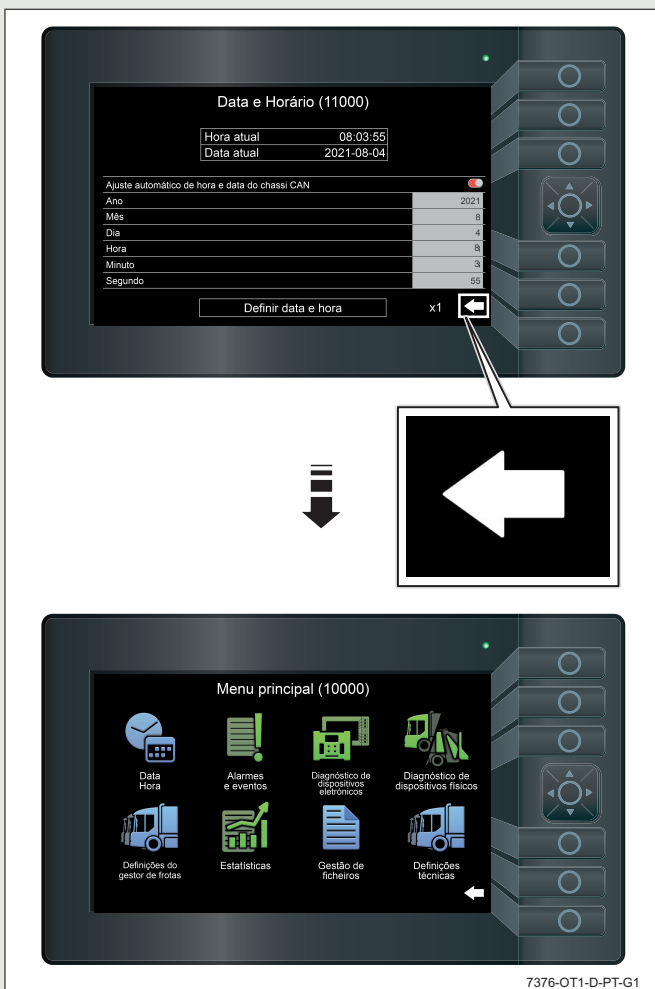 Data e Horário (11000)
Hora atual 08:03:55
Data atual 2021-08-04
Ajuste automático de hora e data do chassi CAN
Ano 2021
Mês 8
Dia 4
Hora 8
Minuto 3
Segundo 55
Definir data e hora x1
Menu principal (10000)
Data
Hora
Alarmes
e eventos
Diagnóstico de
dispositivos
eletrónicos
Diagnóstico de
dispositivos físicos
Definições do
gestor de frotas
Estatísticas
Gestão de
ficheiros
Definições
técnicas
7376-OT1-D-PT-G1